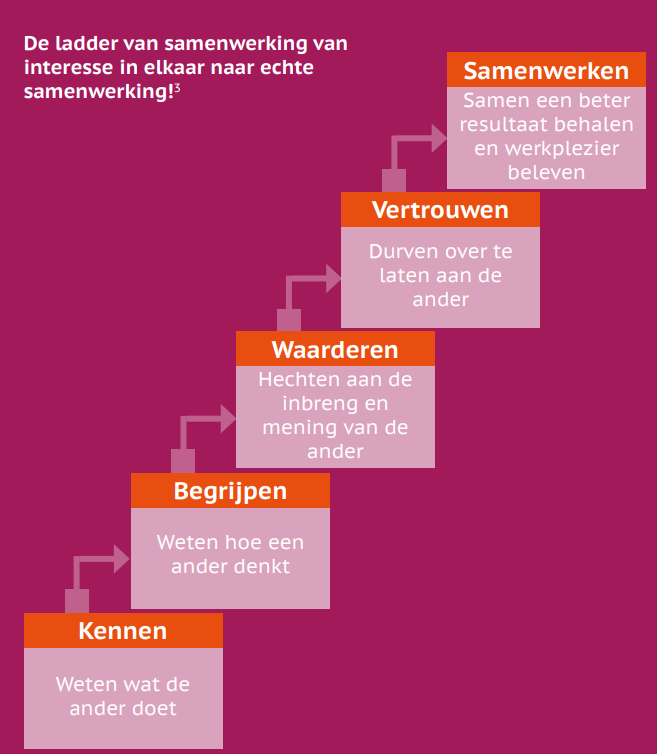 De ladder van samenwerking van
interesse in elkaar naar echte
samenwerking!³
Samenwerken
Samen een beter
resultaat behalen
en werkplezier
beleven
Vertrouwen
Durven over te
laten aan de
ander
Waarderen
Hechten aan de
inbreng en
mening van de
ander
Begrijpen
Weten hoe een
ander denkt
Kennen
Weten wat de
ander doet